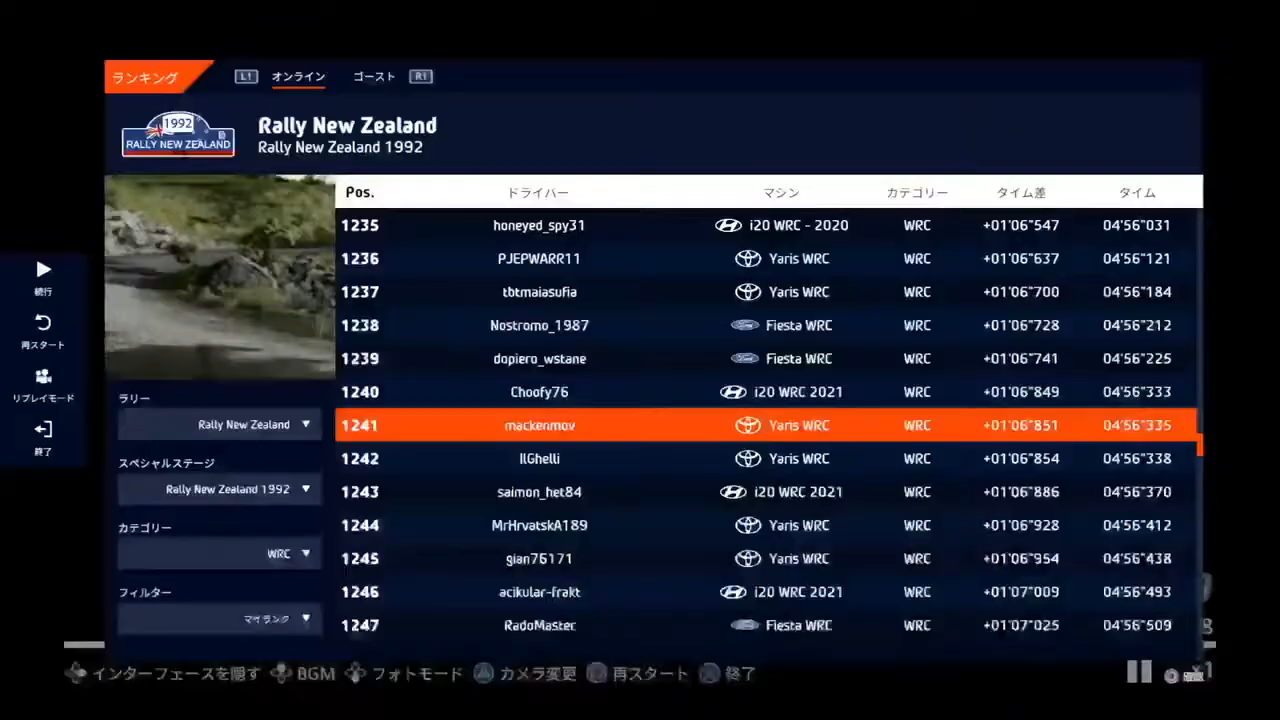 ランキング L1 オンライン ゴースト R1
1992
RALLY NEW ZEALAND
Rally New Zealand
Rally New Zealand 1992
Pos. ドライバー マシン カテゴリー タイム差 タイム
1235 honeyed_spy31 i20 WRC - 2020 WRC +01'06"547 04'56"031
1236 PJEPWARR11 Yaris WRC WRC +01'06"637 04'56"121
1237 tbtmaiasufia Yaris WRC WRC +01'06"700 04'56"184
1238 Nostromo_1987 Fiesta WRC WRC +01'06"728 04'56"212
1239 dopiero_wstane Fiesta WRC WRC +01'06"741 04'56"225
1240 Choofy76 i20 WRC 2021 WRC +01'06"849 04'56"333
1241 mackenmov Yaris WRC WRC +01'06"851 04'56"335
1242 IlGhelli Yaris WRC WRC +01'06"854 04'56"338
1243 saimon_het84 i20 WRC 2021 WRC +01'06"886 04'56"370
1244 MrHrvatskA189 Yaris WRC WRC +01'06"928 04'56"412
1245 gian76171 Yaris WRC WRC +01'06"954 04'56"438
1246 acikular-frakt i20 WRC 2021 WRC +01'07"009 04'56"493
1247 RadoMaster Fiesta WRC WRC +01'07"025 04'56"509
続行
再スタート
リプレイモード
終了
ラリー
Rally New Zealand
スペシャルステージ
Rally New Zealand 1992
カテゴリー
WRC
フィルター
マイランク
インターフェースを隠す BGM フォトモード カメラ変更 再スタート 終了